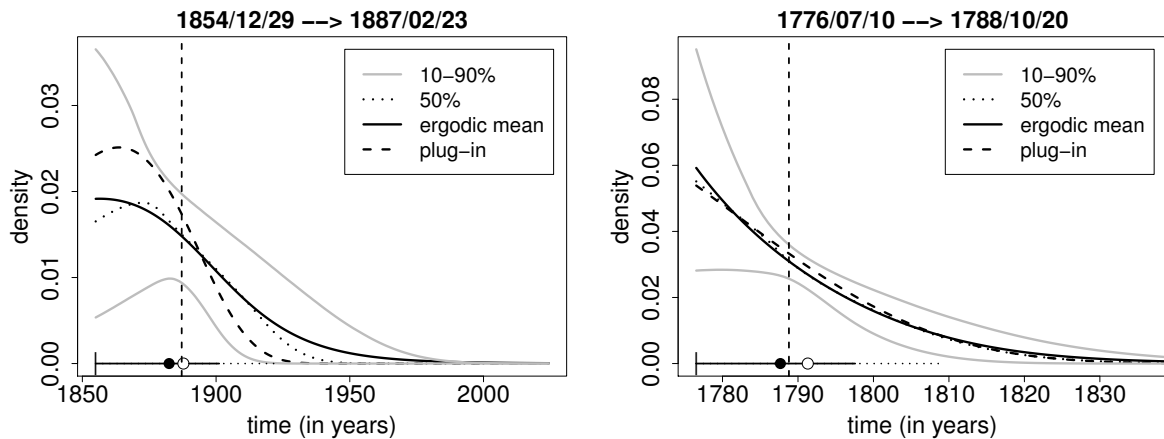 1854/12/29 −−> 1887/02/23
density
0.00 0.01 0.02 0.03
10−90%
50%
ergodic mean
plug−in
1850 1900 1950 2000
time (in years)
1776/07/10 −−> 1788/10/20
density
0.00 0.02 0.04 0.06 0.08
10−90%
50%
ergodic mean
plug−in
1780 1790 1800 1810 1820 1830
time (in years)